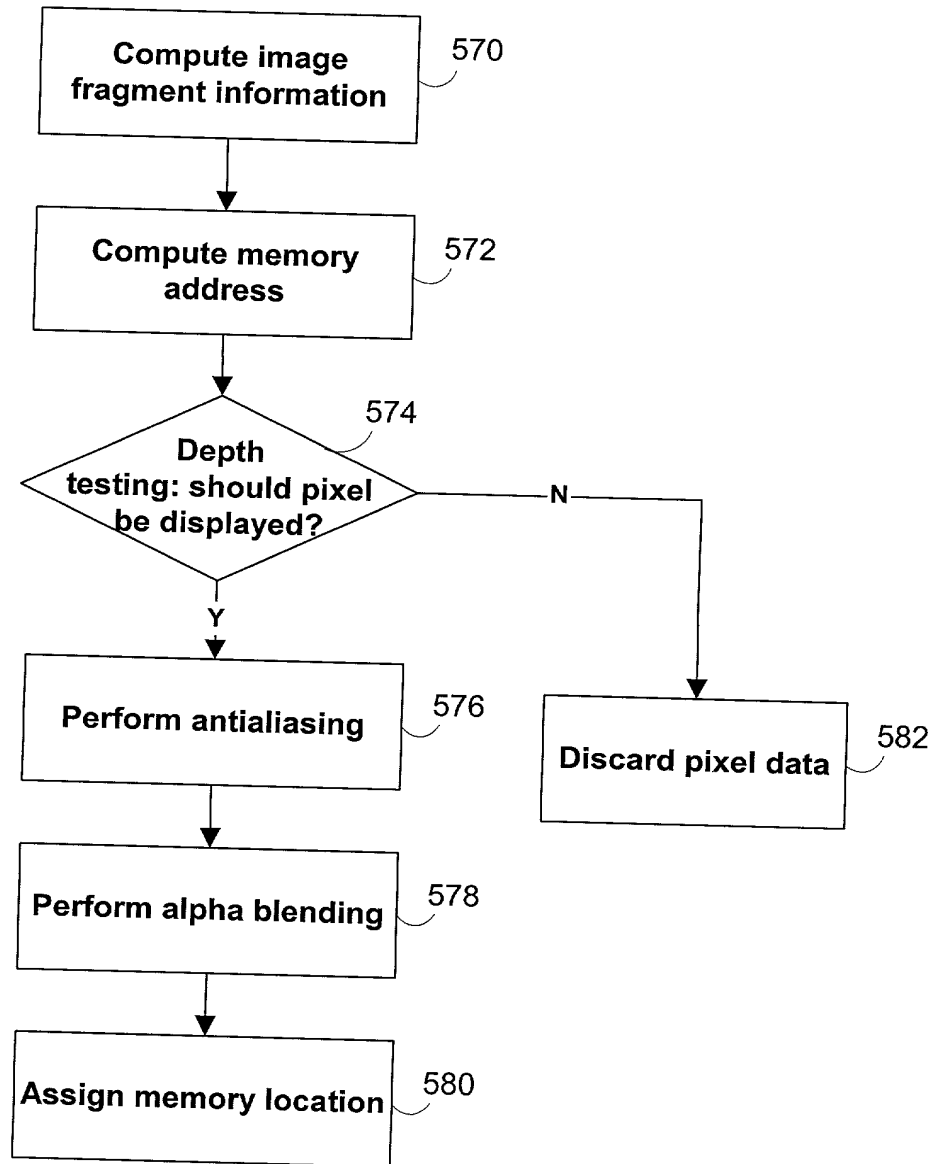 Compute image
fragment information
570
Compute memory
address
572
Depth
testing: should pixel
be displayed?
574
N
Y
Perform antialiasing
576
Discard pixel data
582
Perform alpha blending
578
Assign memory location
580